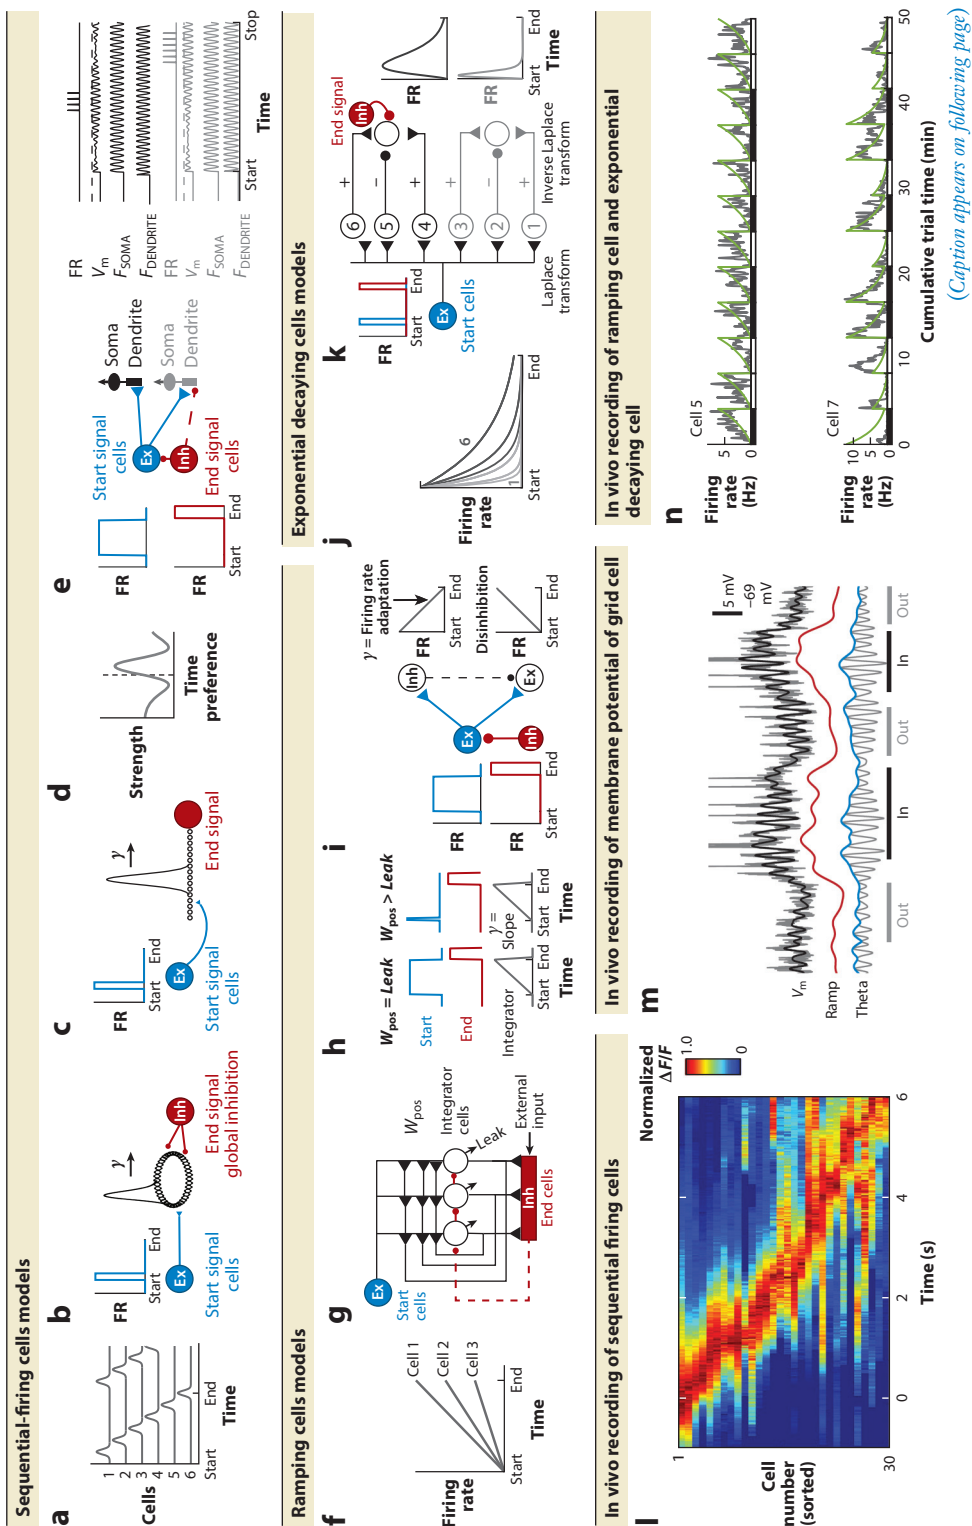 Sequential-firing cells models
a
Cells
1
2
3
4
5
6
Start
End
Time
b
FR
Start
End
γ
Ex
Start signal
cells
Inh
End signal
global inhibition
c
FR
Start
End
γ
Ex
Start signal
cells
End signal
d
Strength
Time
preference
e
FR
FR
Start
End
Start signal
cells
Ex
Inh
End signal
cells
Soma
Dendrite
Soma
Dendrite
FR
Vm
FSOMA
FDENDRITE
FR
Vm
FSOMA
FDENDRITE
Start
Stop
Time
Ramping cells models
f
Firing
rate
Cell 1
Cell 2
Cell 3
Start
End
Time
g
Ex
Start
cells
Wpos
Integrator
cells
Leak
External
input
Inh
End cells
h
Wpos = Leak
Wpos > Leak
Start
End
Integrator
γ =
Slope
Start
End
Time
Start
End
Time
i
FR
FR
Start
End
Ex
Inh
Inh
Ex
γ = Firing rate
adaptation
FR
Start
End
Disinhibition
FR
Start
End
Exponential decaying cells models
j
Firing
rate
6
1
Start
End
k
FR
Start
End
Ex
Start cells
Laplace
transform
6
5
4
3
2
1
+
−
+
+
−
+
Inverse Laplace
transform
End signal
Inh
FR
FR
Start
End
Time
In vivo recording of sequential firing cells
l
Normalized
ΔF/F
1.0
0
1
30
Cell
number
(sorted)
0
2
4
6
Time (s)
In vivo recording of membrane potential of grid cell
m
Vm
Ramp
Theta
5 mV
−69
mV
Out
In
Out
In
Out
In vivo recording of ramping cell and exponential
decaying cell
n
Cell 5
Firing
rate
(Hz)
5
0
Cell 7
Firing
rate
(Hz)
10
5
0
0
10
20
30
40
50
Cumulative trial time (min)
(Caption appears on following page)